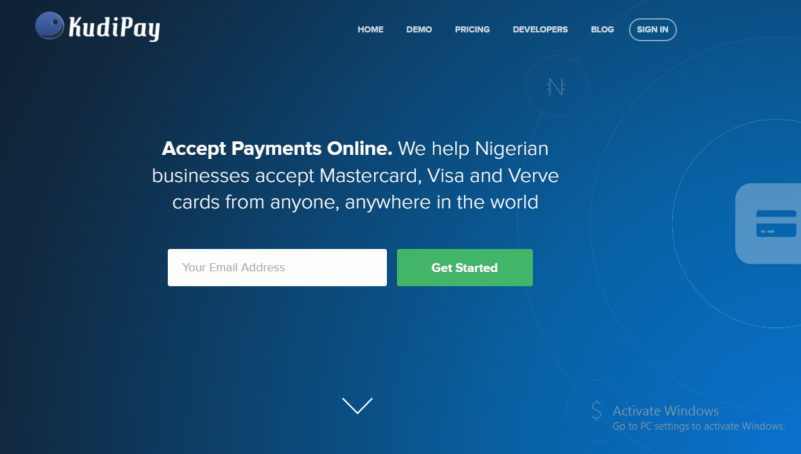 KudiPay
HOME DEMO PRICING DEVELOPERS BLOG SIGN IN
Accept Payments Online. We help Nigerian
businesses accept Mastercard, Visa and Verve
cards from anyone, anywhere in the world
Your Email Address
Get Started
Activate Windows
Go to PC settings to activate Windows.